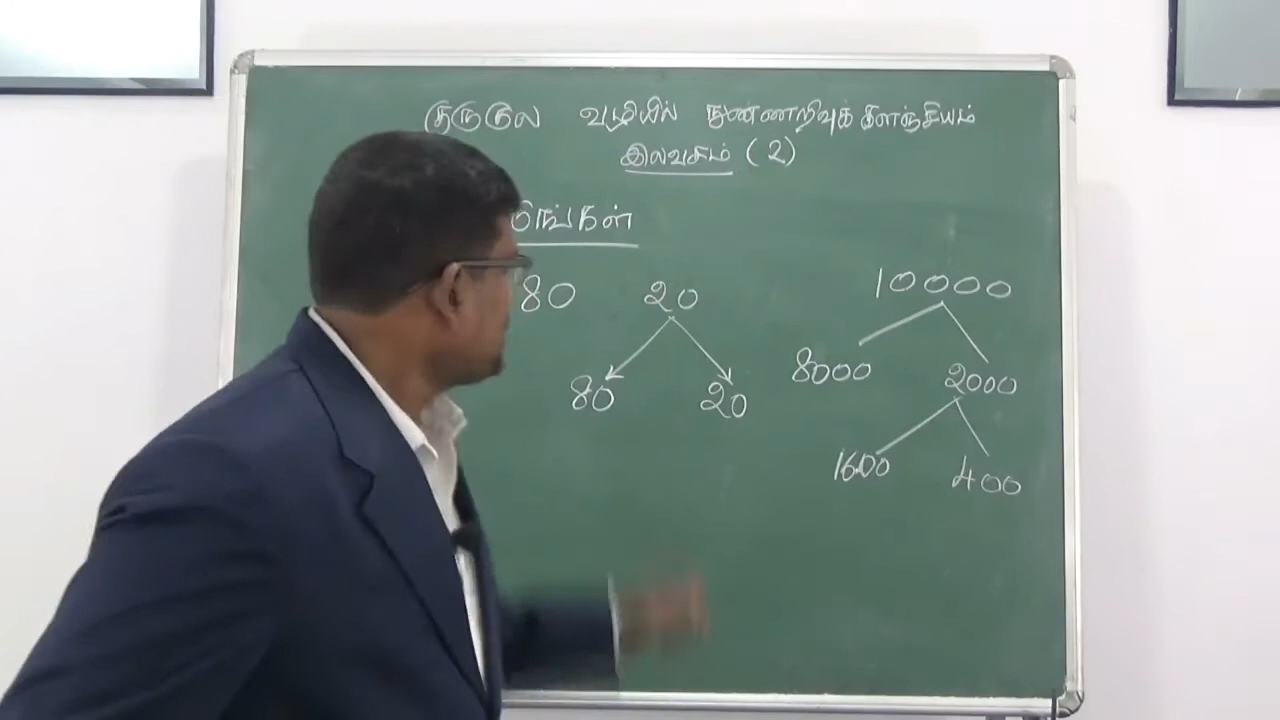 குருகுல வழியில் நுண்ணறிவுக் களஞ்சியம்
இலவசம் (2)
80 20
10000
80 20
8000 2000
1600 400